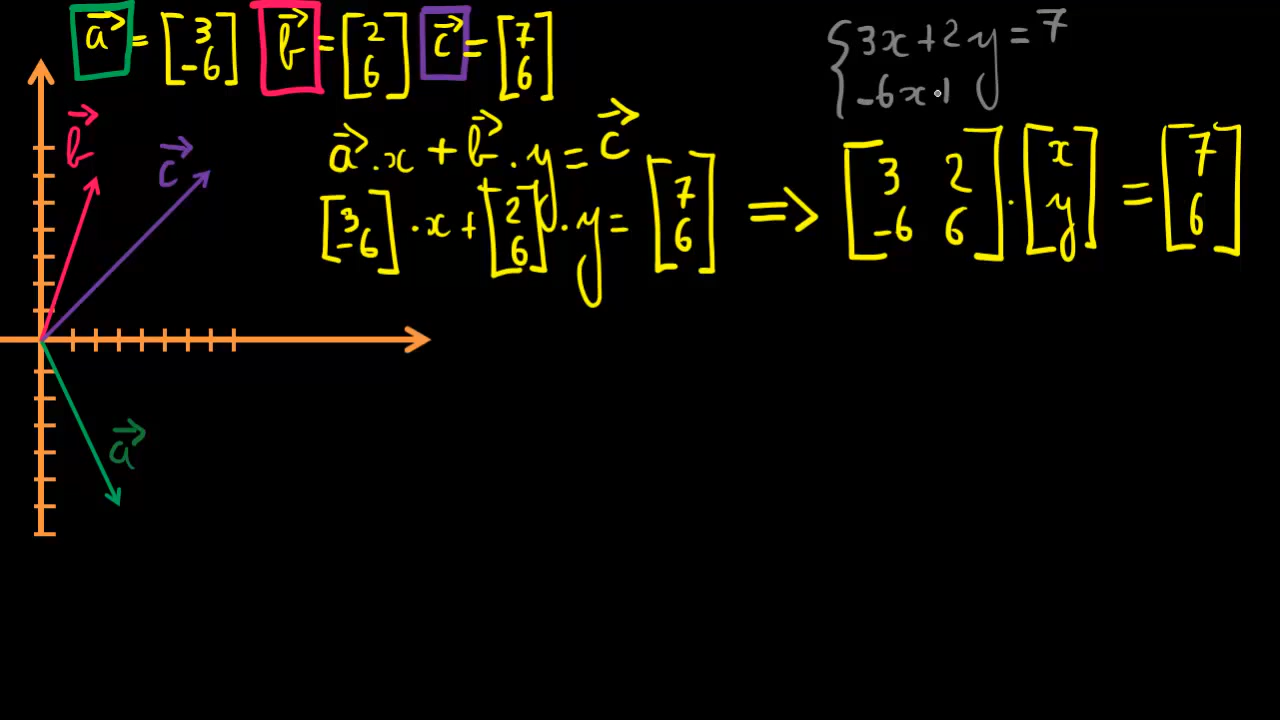 a⃗ = [3 -6] b⃗ = [2 6] c⃗ = [7 6]
{3x + 2y = 7
-6x
a⃗ · x + b⃗ · y = c⃗
[3 -6] · x + [2 6] · y = [7 6] ⟹ [3 2 -6 6] · [x y] = [7 6]
b⃗
c⃗
a⃗